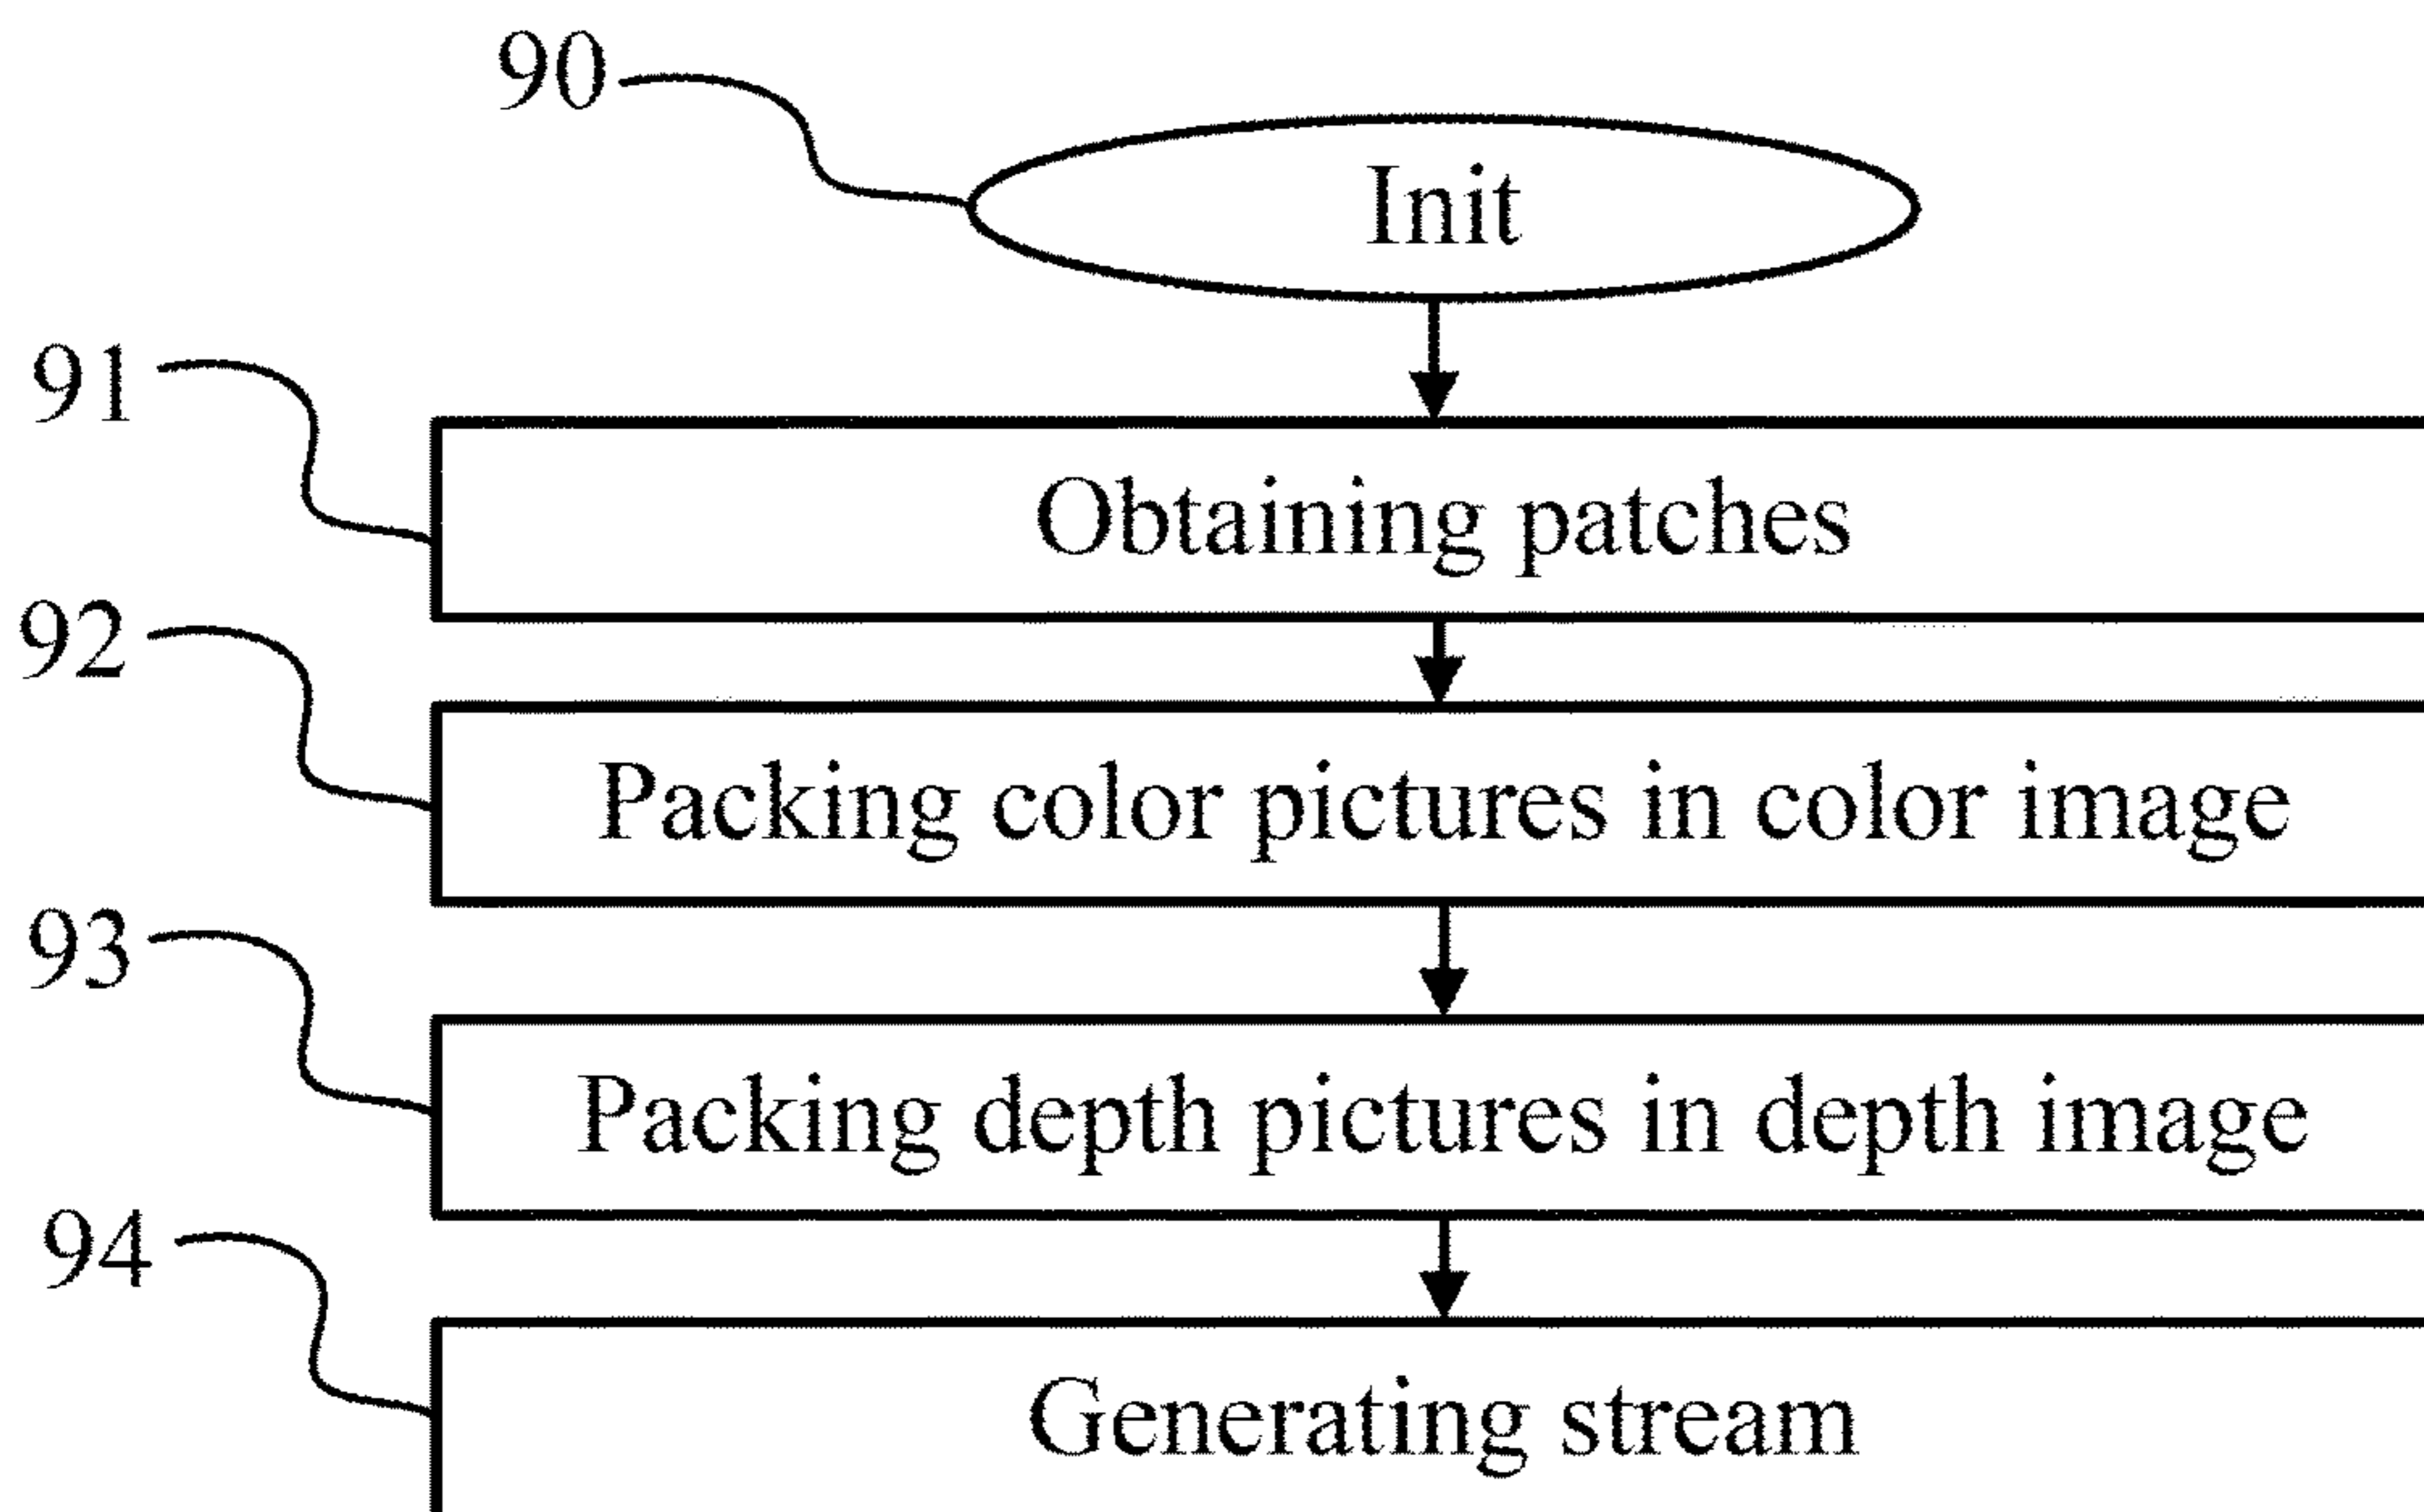 90
Init
91
Obtaining patches
92
Packing color pictures in color image
93
Packing depth pictures in depth image
94
Generating stream